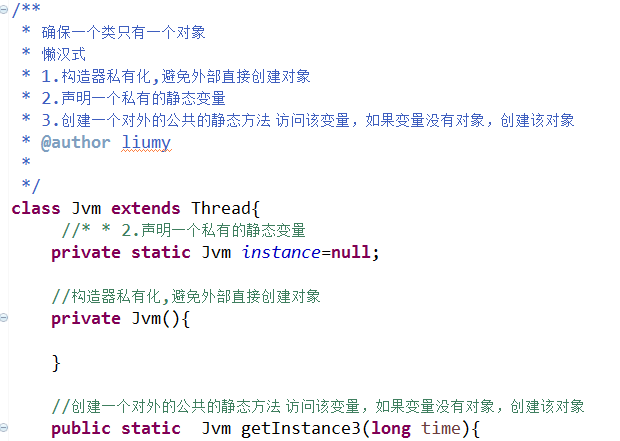 /**
* 确保一个类只有一个对象
* 懒汉式
* 1.构造器私有化,避免外部直接创建对象
* 2.声明一个私有的静态变量
* 3.创建一个对外的公共的静态方法 访问该变量，如果变量没有对象，创建该对象
* @author liumy
*
*/
class Jvm extends Thread{
//* * 2.声明一个私有的静态变量
private static Jvm instance=null;
//构造器私有化,避免外部直接创建对象
private Jvm(){
}
//创建一个对外的公共的静态方法 访问该变量，如果变量没有对象，创建该对象
public static  Jvm getInstance3(long time){